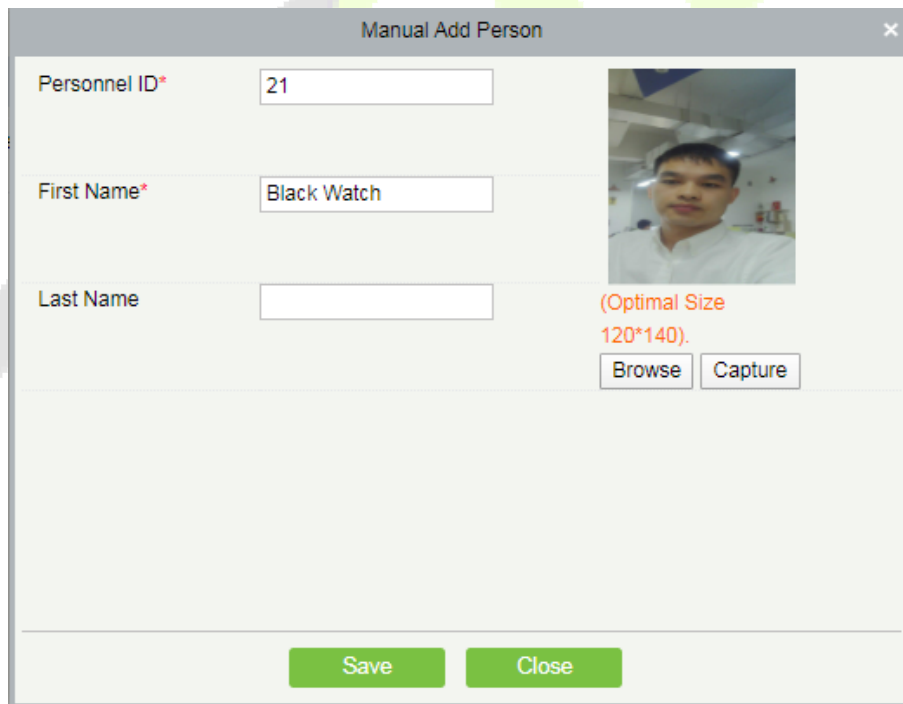 Manual Add Person ×
Personnel ID* 21
First Name* Black Watch
Last Name
(Optimal Size
120*140).
Browse Capture
Save Close